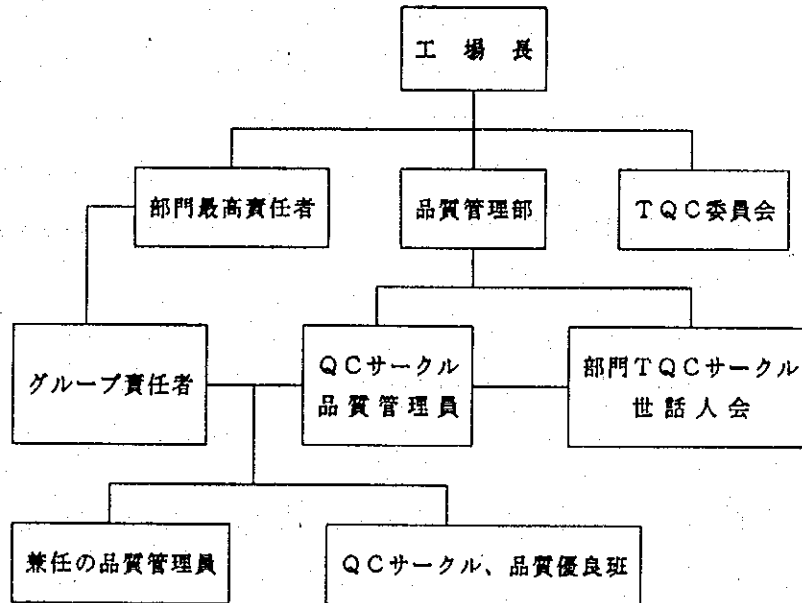 工場長
部門最高責任者
品質管理部
TQC委員会
グループ責任者
QCサークル
品質管理員
部門TQCサークル
世話人会
兼任の品質管理員
QCサークル、品質優良班